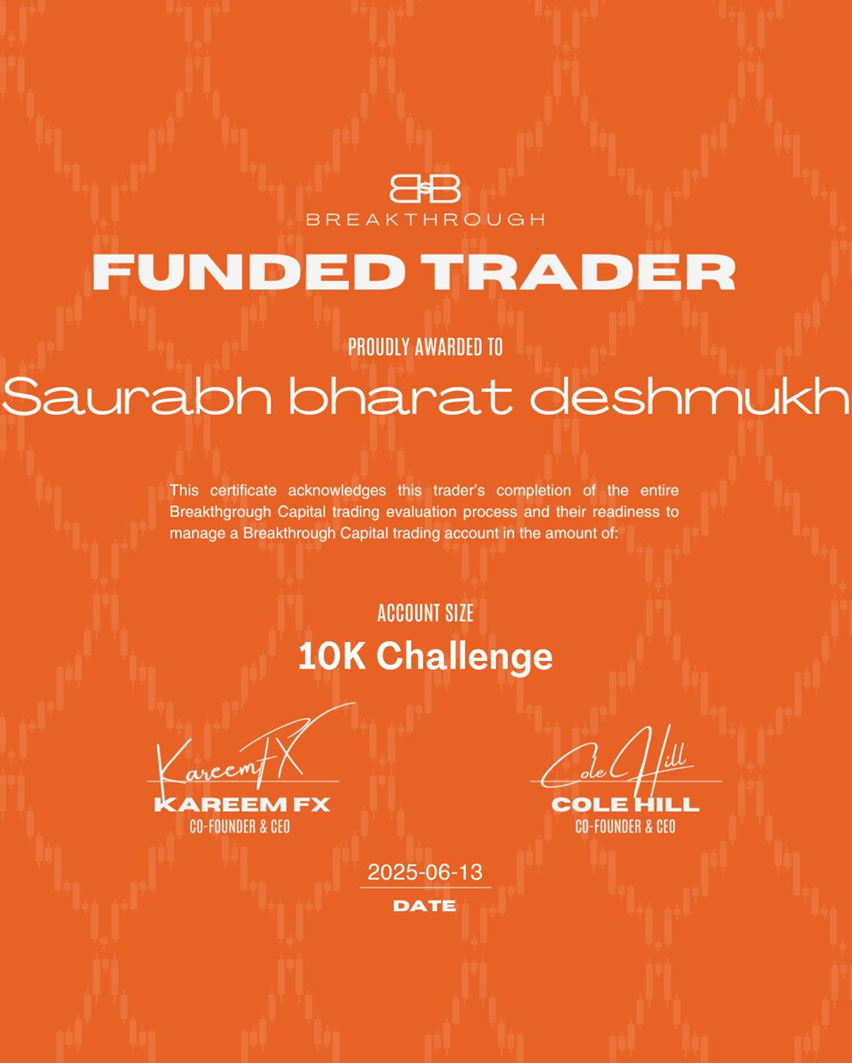 B$B
BREAKTHROUGH
FUNDED TRADER
PROUDLY AWARDED TO
Saurabh bharat deshmukh
This certificate acknowledges this trader's completion of the entire
Breakthgrough Capital trading evaluation process and their readiness to
manage a Breakthrough Capital trading account in the amount of:
ACCOUNT SIZE
10K Challenge
KareemFX
KAREEM FX
CO-FOUNDER & CEO
Cole Hill
COLE HILL
CO-FOUNDER & CEO
2025-06-13
DATE